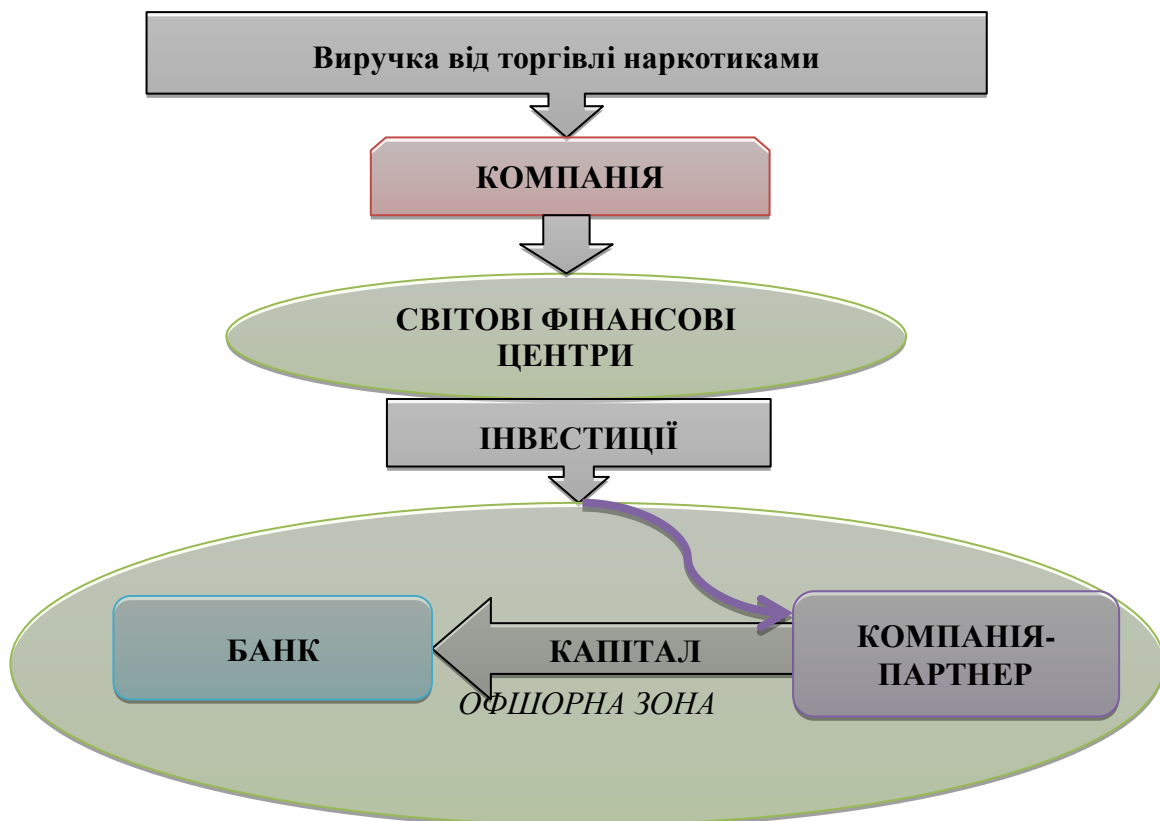 Виручка від торгівлі наркотиками
КОМПАНІЯ
СВІТОВІ ФІНАНСОВІ
ЦЕНТРИ
ІНВЕСТИЦІЇ
БАНК
КАПІТАЛ
КОМПАНІЯ-
ПАРТНЕР
ОФШОРНА ЗОНА